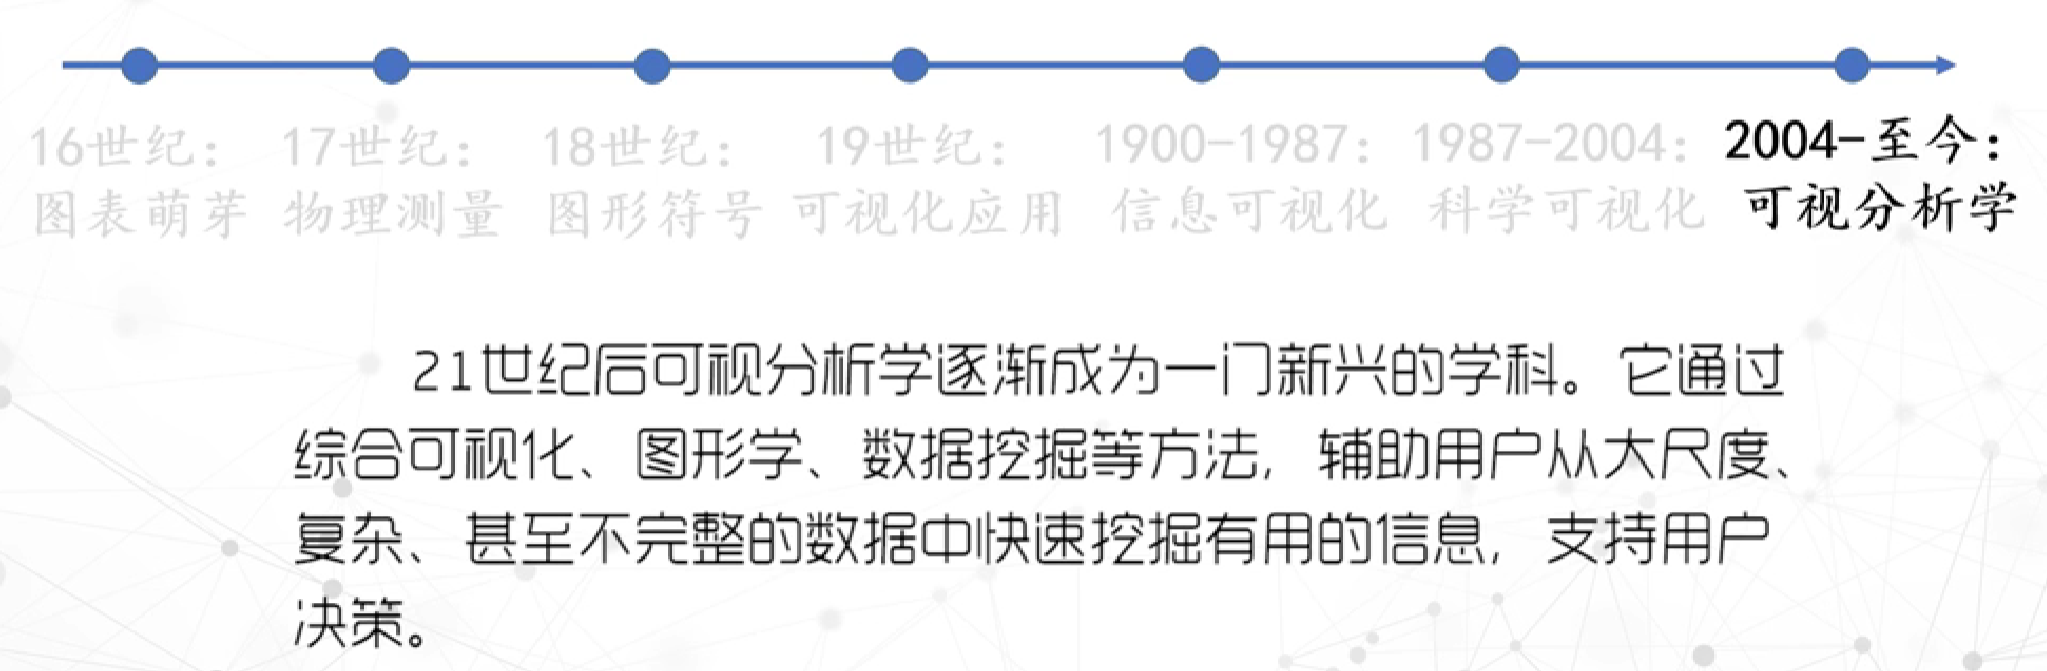 16世纪：
图表萌芽
17世纪：
物理测量
18世纪：
图形符号
19世纪：
可视化应用
1900-1987：
信息可视化
1987-2004：
科学可视化
2004-至今：
可视分析学
21世纪后可视分析学逐渐成为一门新兴的学科。它通过
综合可视化、图形学、数据挖掘等方法，辅助用户从大尺度、
复杂、甚至不完整的数据中快速挖掘有用的信息，支持用户
决策。